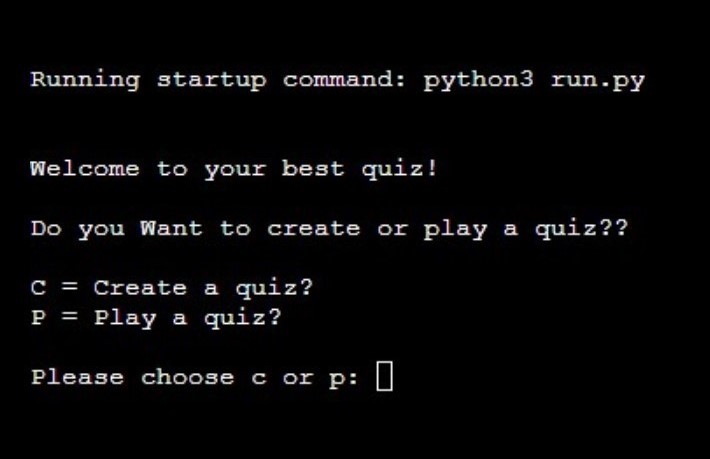 Running startup command: python3 run.py
Welcome to your best quiz!
Do you Want to create or play a quiz??
C = Create a quiz?
P = Play a quiz?
Please choose c or p: